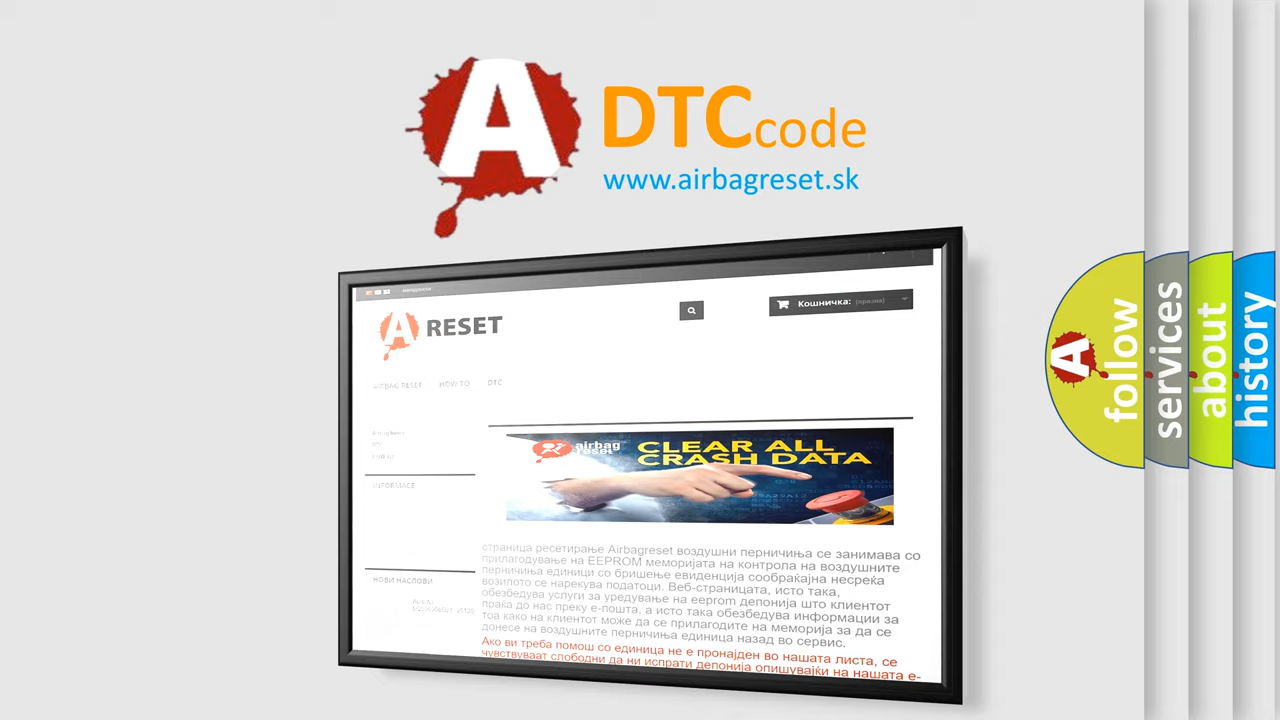 A
DTCcode
www.airbagreset.sk
Кошничка: (празна)
A RESET
AIRBAG RESET HOW TO DTC
DTC
INFORMACE
airbag
reset
CLEAR ALL
CRASH DATA
страница ресетирање Airbagreset воздушни перничиња се занимава со
прилагодување на EEPROM меморијата на контрола на воздушните
перничиња единици со бришење евиденција сообраќајна несреќа
возилото се нарекува податоци. Веб-страницата, исто така,
обезбедува услуги за уредување на eeprom депонија што клиентот
праќа до нас преку е-пошта, а исто така обезбедува информации за
тоа како на клиентот може да се прилагодите на меморија за да се
донесе на воздушните перничиња единица назад во сервис.
Ако ви треба помош со единица не е пронајден во нашата листа, се
чувствуваат слободни да ни испрати депонија опишувајќи на нашата е-
НОВИ НАСЛОВИ
A
follow
services
about
history